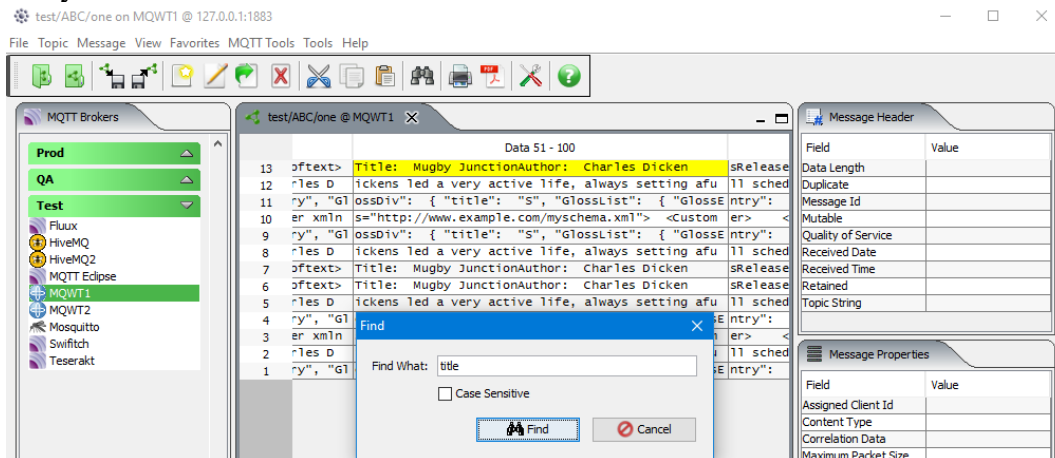 test/ABC/one on MQWT1 @ 127.0.0.1:1883
File Topic Message View Favorites MQTT Tools Tools Help
MQTT Brokers
Prod
QA
Test
Fluux
HiveMQ
HiveMQ2
MQTT Eclipse
MQWT1
MQWT2
Mosquitto
Swifitch
Teserakt
test/ABC/one @ MQWT1
Data 51 - 100
13 oftext> Title: Mugby JunctionAuthor: Charles Dicken sRelease
12 rles D ickens led a very active life, always setting afu ll sched
11 ry", "Gl ossDiv": { "title": "S", "GlossList": { "GlossE ntry":
10 er xmln s="http://www.example.com/myschema.xml"> <Custom er> <
9 ry", "Gl ossDiv": { "title": "S", "GlossList": { "GlossE ntry":
8 rles D ickens led a very active life, always setting afu ll sched
7 oftext> Title: Mugby JunctionAuthor: Charles Dicken sRelease
6 oftext> Title: Mugby JunctionAuthor: Charles Dicken sRelease
5 rles D ickens led a very active life, always setting afu ll sched
4 ry", "Gl E ntry":
3 er xmln er> <
2 rles D ll sched
1 ry", "Gl E ntry":
Find
Find What: title
Case Sensitive
Find Cancel
Message Header
Field Value
Data Length
Duplicate
Message Id
Mutable
Quality of Service
Received Date
Received Time
Retained
Topic String
Message Properties
Field Value
Assigned Client Id
Content Type
Correlation Data
Maximum Packet Size